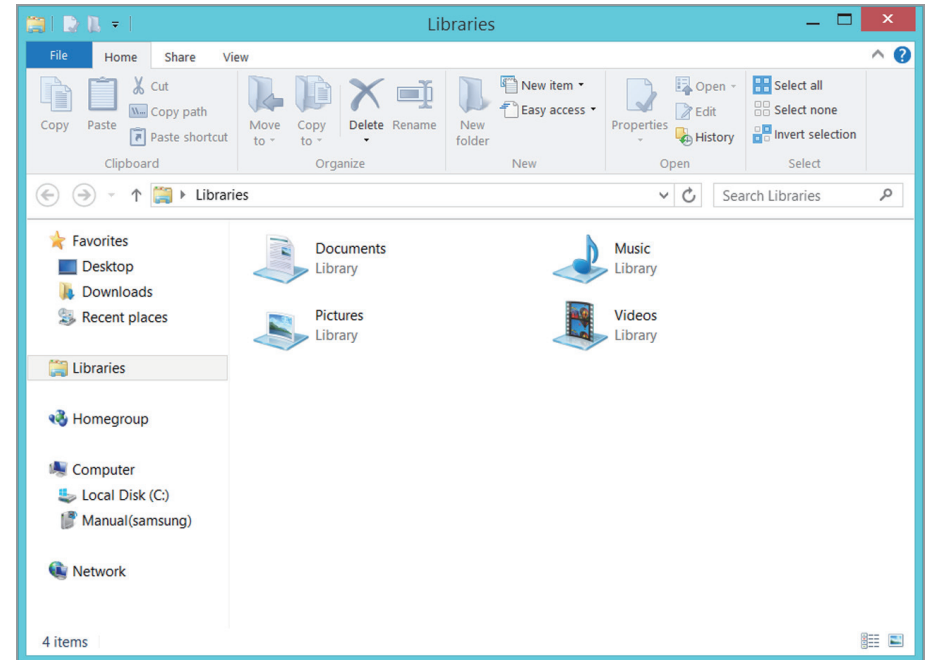 Libraries
File Home Share View
Copy
Paste
Cut
Copy path
Paste shortcut
Clipboard
Move
to
Copy
to
Delete
Rename
Organize
New
folder
New item
Easy access
New
Properties
Open
Edit
History
Open
Select all
Select none
Invert selection
Select
Libraries
Search Libraries
Favorites
Desktop
Downloads
Recent places
Libraries
Homegroup
Computer
Local Disk (C:)
Manual(samsung)
Network
Documents
Library
Music
Library
Pictures
Library
Videos
Library
4 items